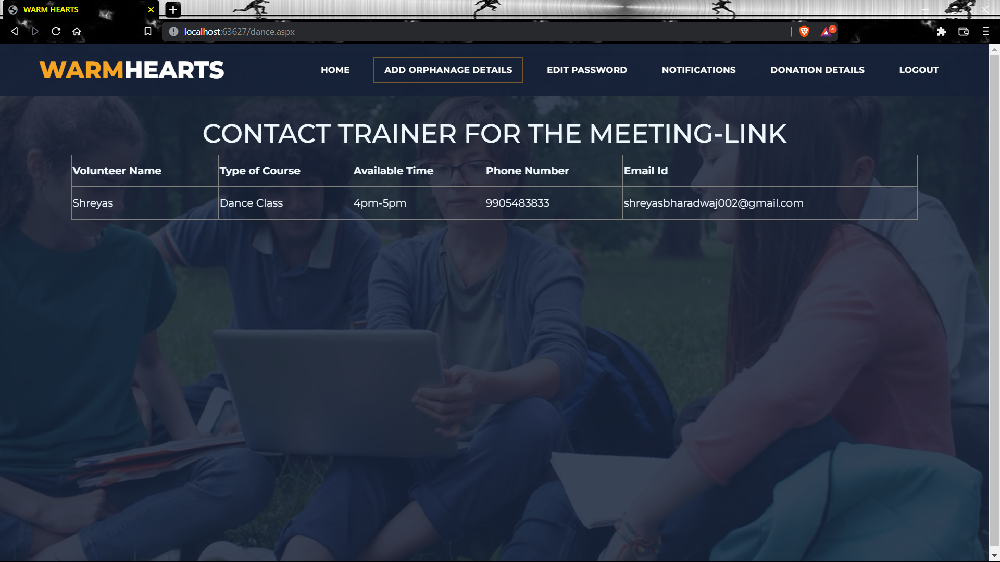 WARM HEARTS
localhost:63627/dance.aspx
4
WARMHEARTS HOME ADD ORPHANAGE DETAILS EDIT PASSWORD NOTIFICATIONS DONATION DETAILS LOGOUT
CONTACT TRAINER FOR THE MEETING-LINK
Volunteer Name Type of Course Available Time Phone Number Email Id
Shreyas Dance Class 4pm-5pm 9905483833 shreyasbharadwaj002@gmail.com